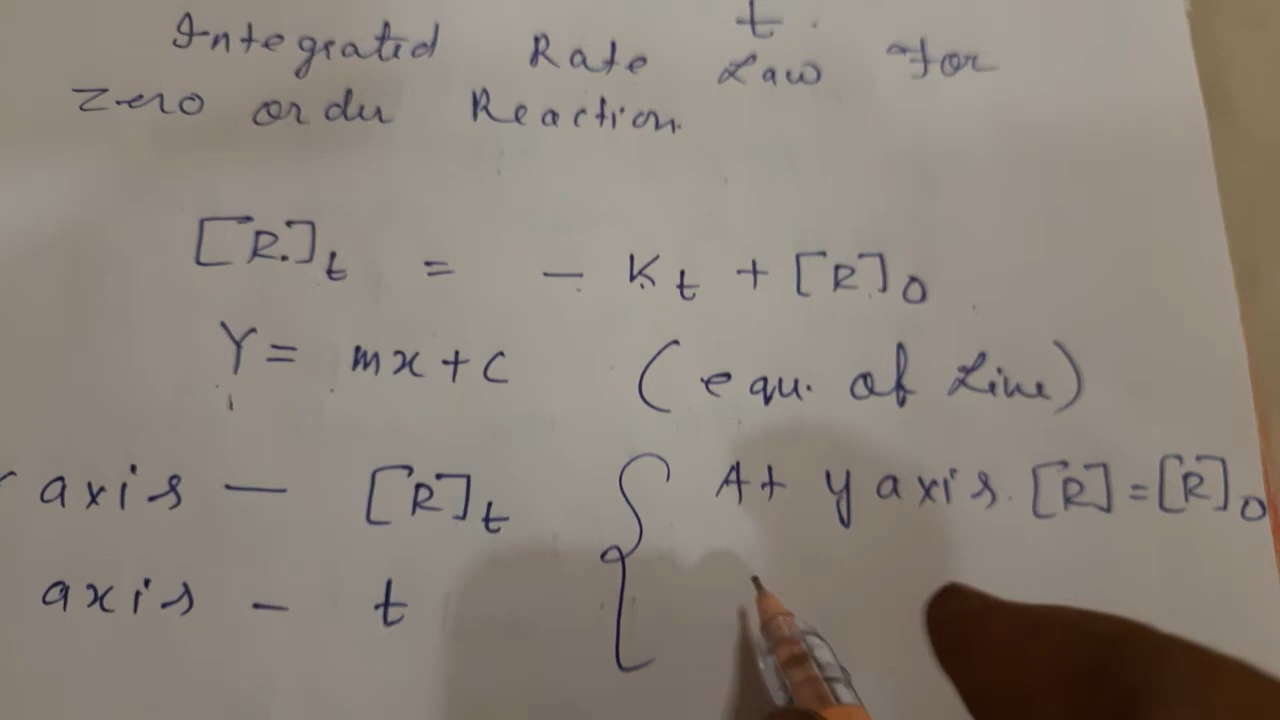 t
Integrated Rate Law for
Zero order Reaction
[R]t = - Kt + [R]0
Y = mx + c (equ. of Line)
axis - [R]t { At y axis [R] = [R]0
axis - t